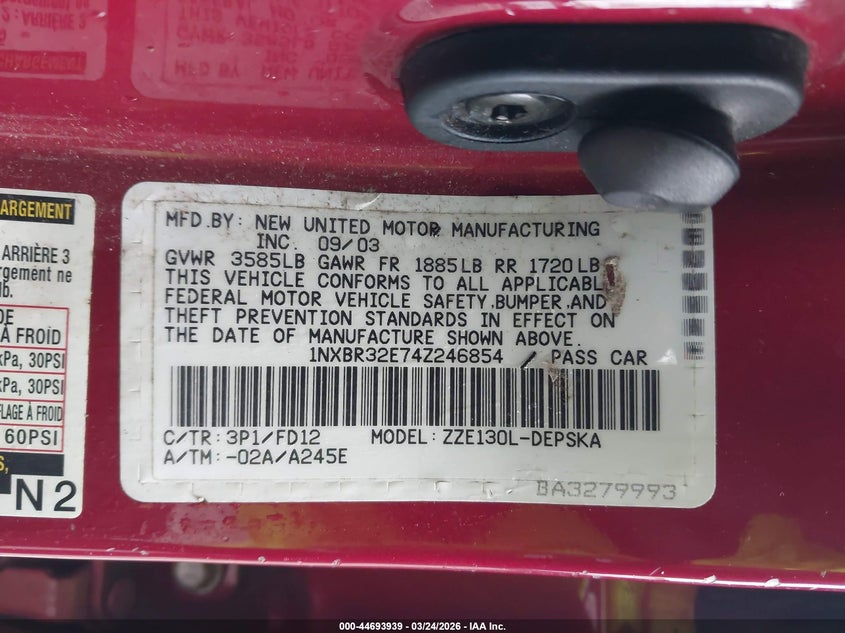 ARGEMENT
ARRIÈRE 3
argement ne
lb.
DE
À FROID
kPa, 30PSI
kPa, 30PSI
FLAGE À FROID
60PSI
N2
MFD.BY: NEW UNITED MOTOR MANUFACTURING
INC. 09/03
GVWR 3585LB GAWR FR 1885LB RR 1720LB
THIS VEHICLE CONFORMS TO ALL APPLICABL
FEDERAL MOTOR VEHICLE SAFETY,BUMPER,AND
THEFT PREVENTION STANDARDS IN EFFECT ON
THE DATE OF MANUFACTURE SHOWN ABOVE.
1NXBR32E74Z246854 / PASS CAR
C/TR: 3P1/FD12 MODEL: ZZE130L-DEPSKA
A/TM: -02A/A245E
BA3279993
000-44693939 - 03/24/2026 - IAA Inc.